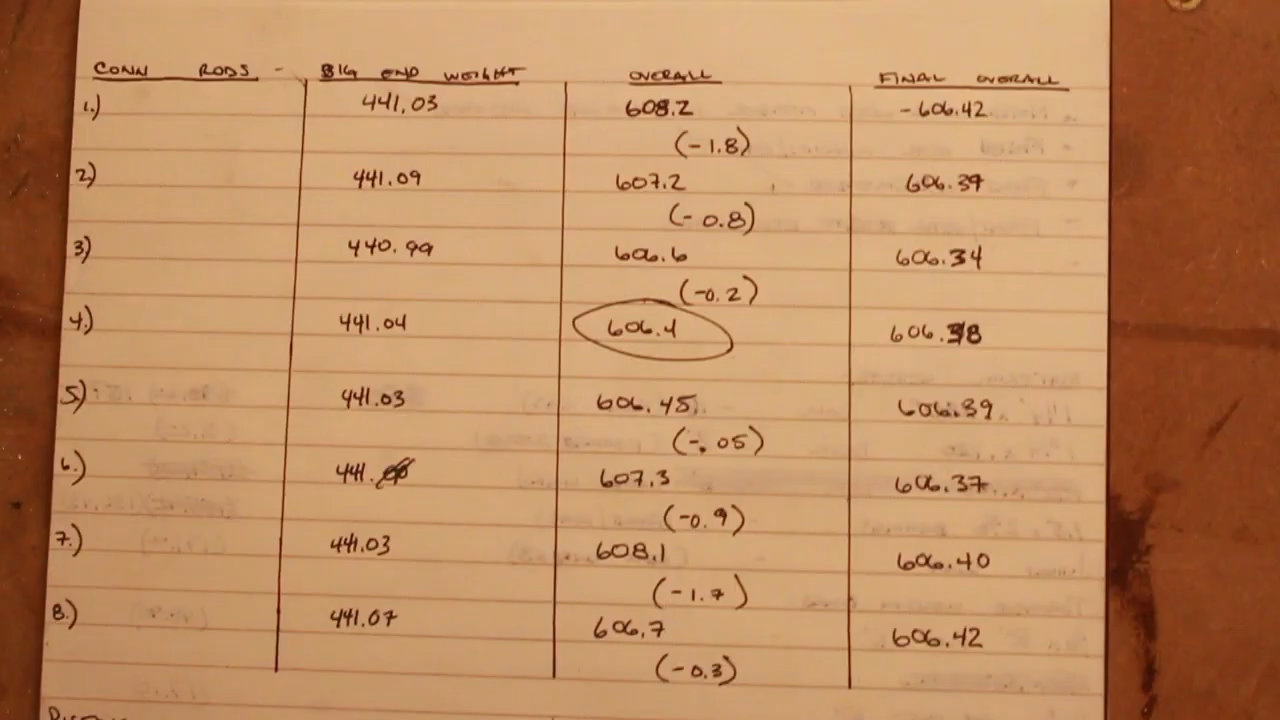 CONN RODS - BIG END WEIGHT OVERALL FINAL OVERALL
1.) 441.03 608.2 -606.42
(-1.8)
2) 441.09 607.2 606.39
(-0.8)
3) 440.99 606.6 606.34
(-0.2)
4.) 441.04 606.4 606.38
5.) 441.03 606.45 606.39
(-.05)
6.) 441. 607.3 606.37
(-0.9)
7.) 441.03 608.1 606.40
(-1.7)
8.) 441.07 606.7 606.42
(-0.3)